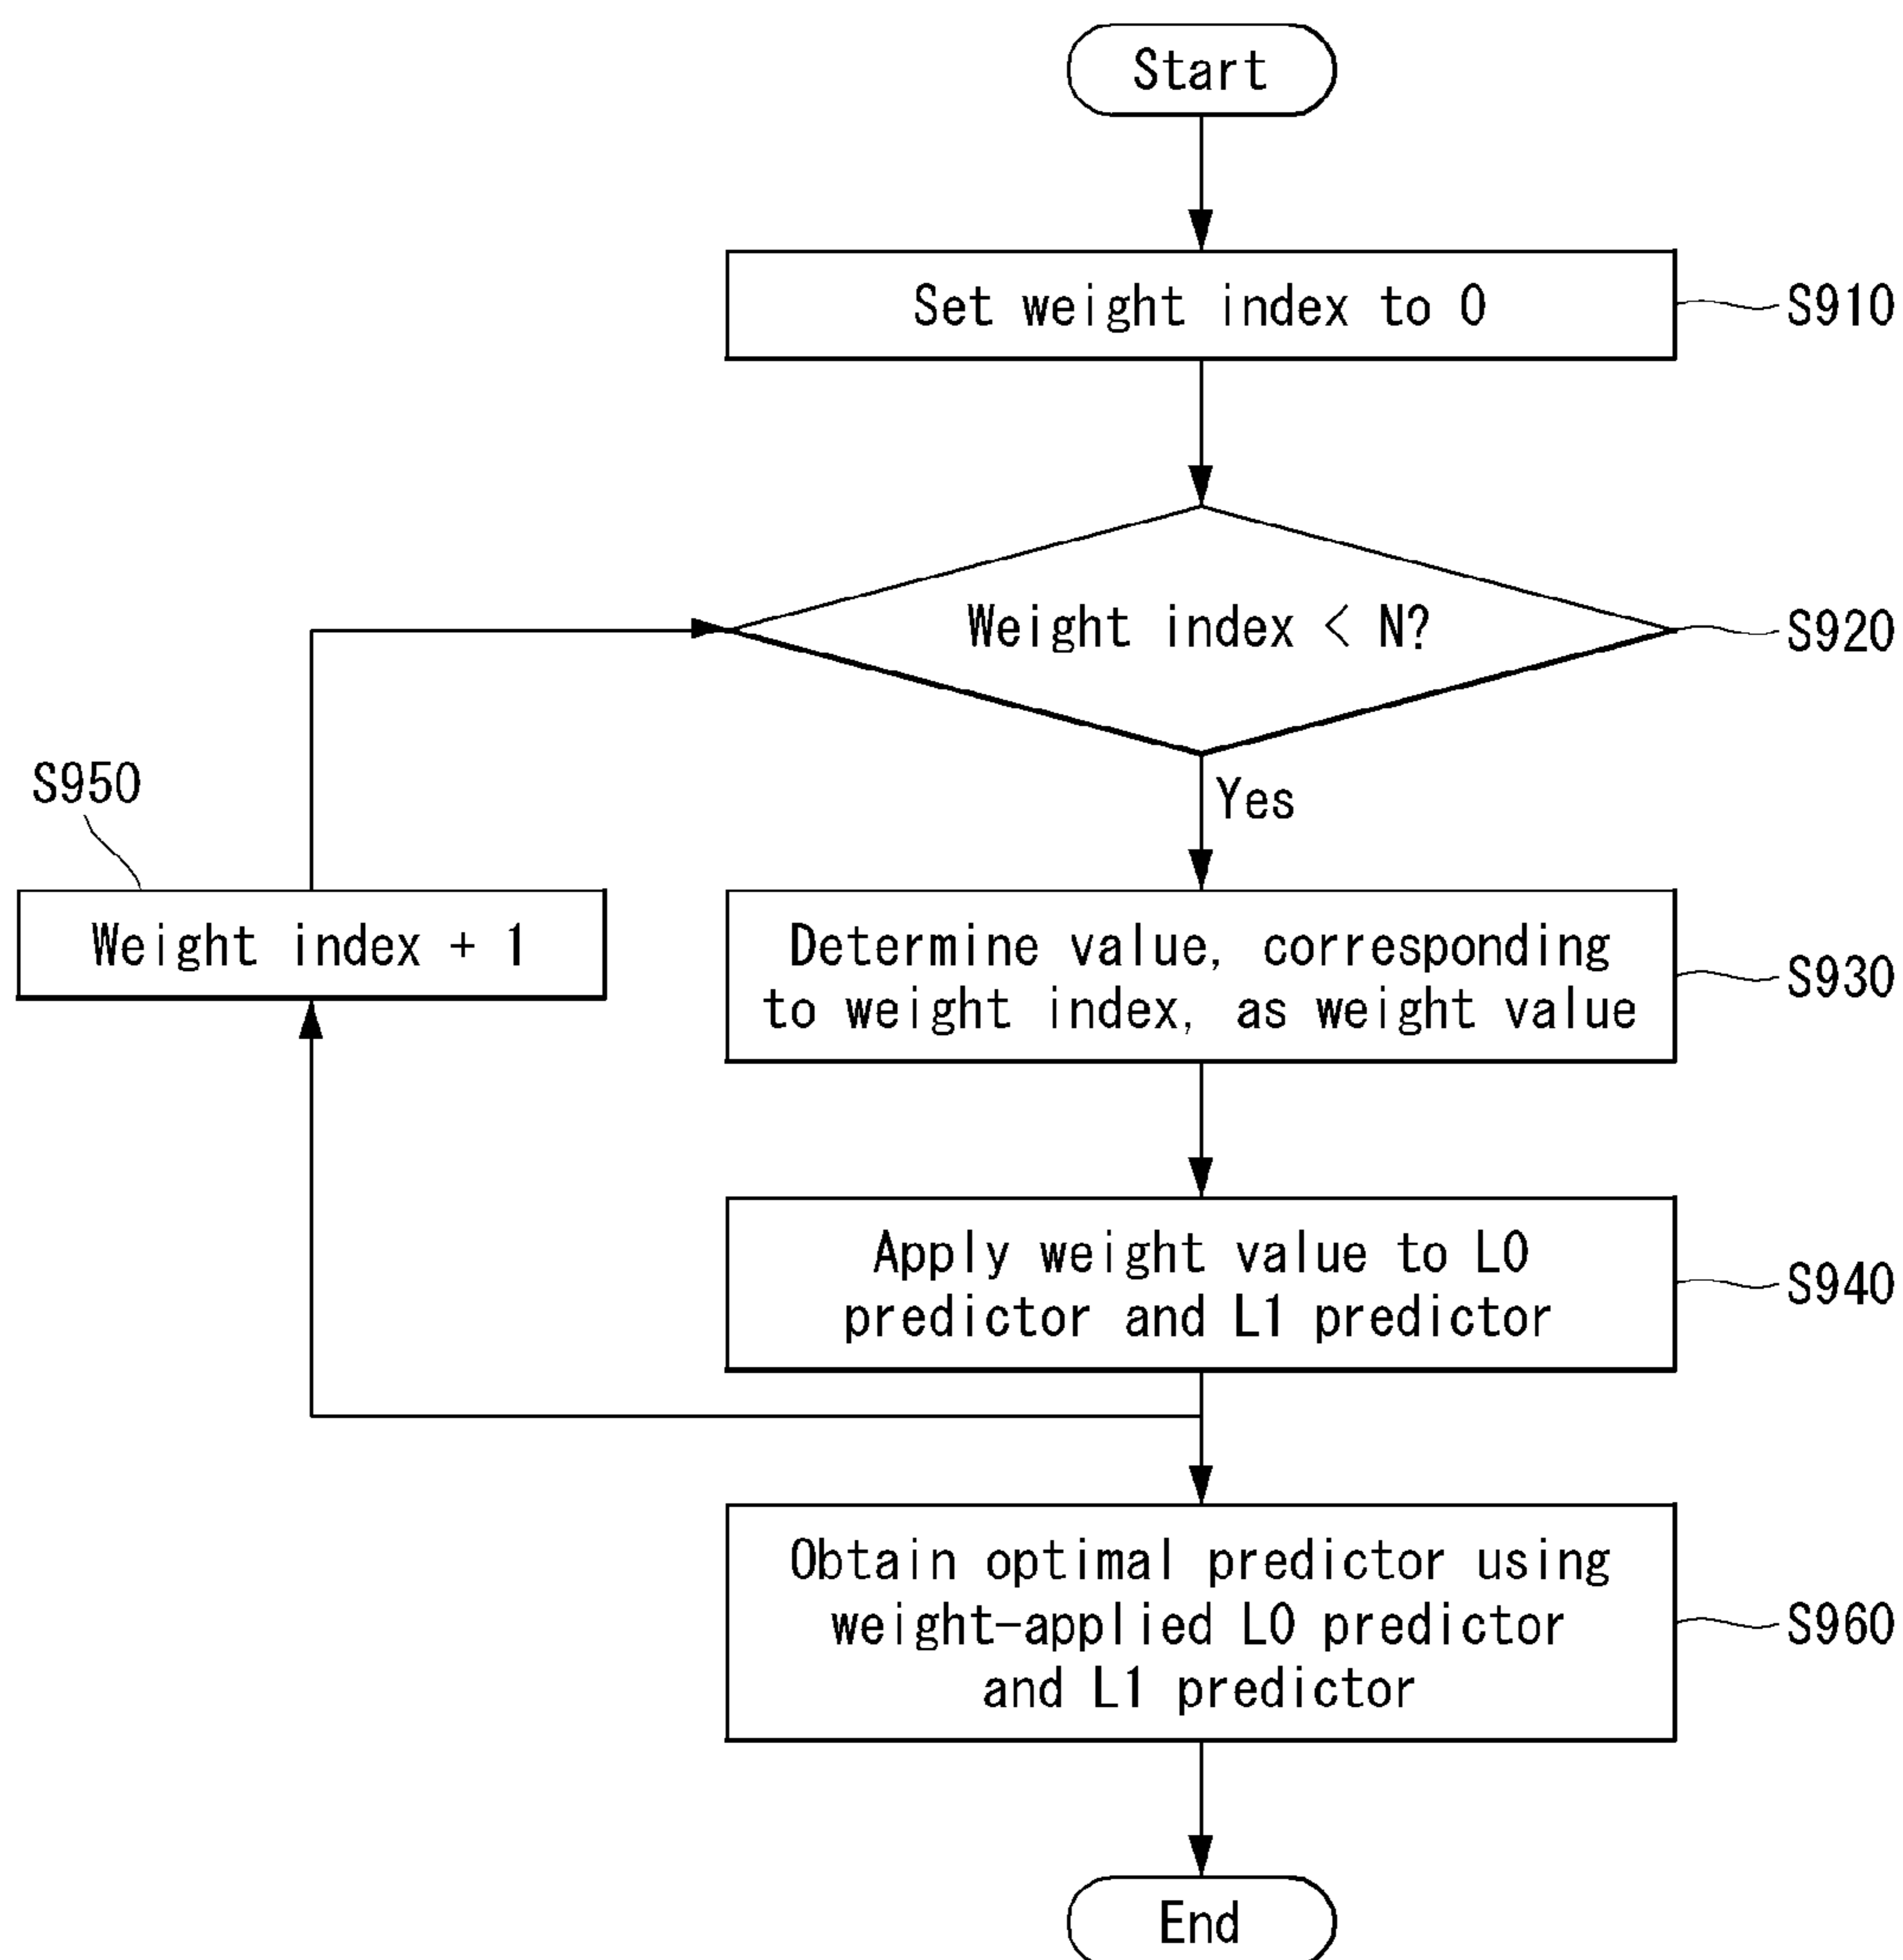 Start
Set weight index to 0
S910
Weight index < N?
S920
Yes
S950
Weight index + 1
Determine value, corresponding
to weight index, as weight value
S930
Apply weight value to L0
predictor and L1 predictor
S940
Obtain optimal predictor using
weight-applied L0 predictor
and L1 predictor
S960
End